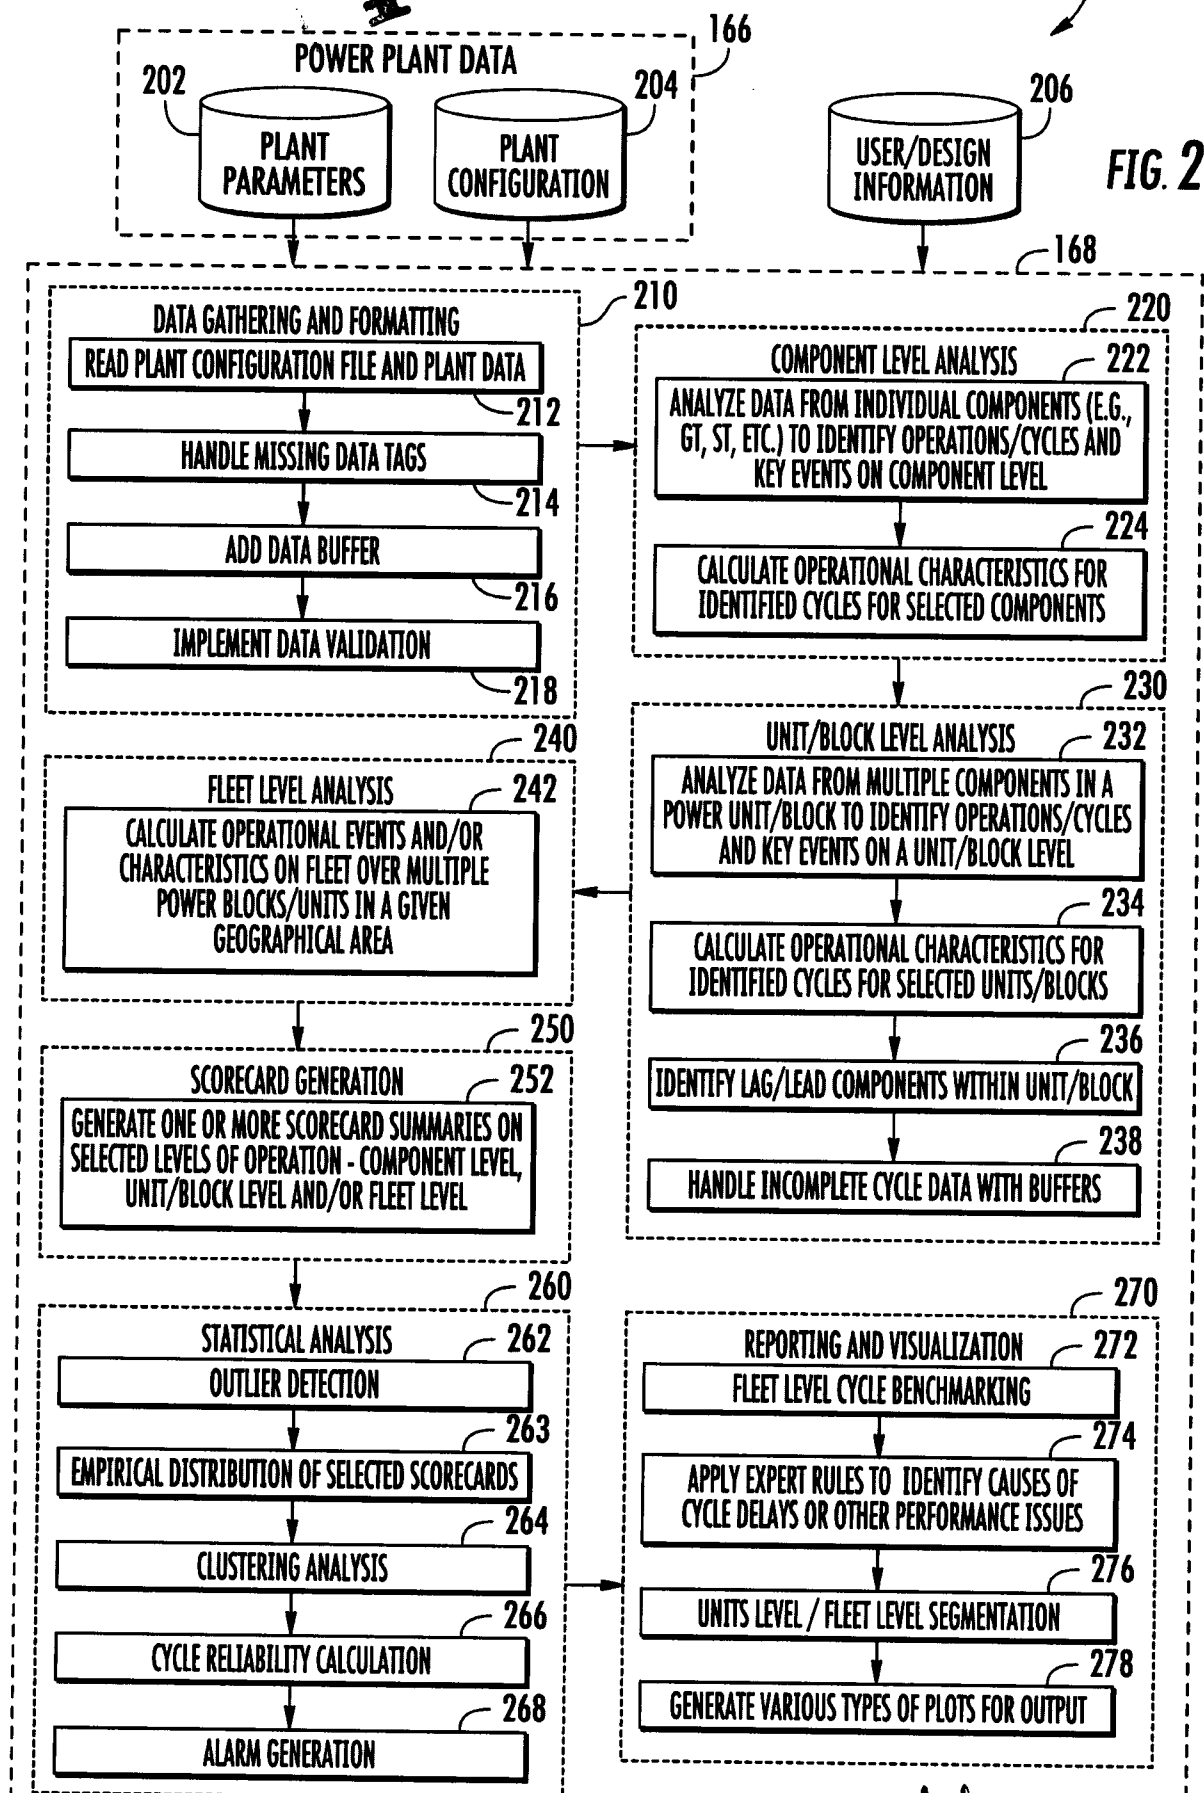 POWER PLANT DATA
166
202
PLANT
PARAMETERS
204
PLANT
CONFIGURATION
206
USER/DESIGN
INFORMATION
FIG. 2
168
210
DATA GATHERING AND FORMATTING
READ PLANT CONFIGURATION FILE AND PLANT DATA
212
HANDLE MISSING DATA TAGS
214
ADD DATA BUFFER
216
IMPLEMENT DATA VALIDATION
218
220
COMPONENT LEVEL ANALYSIS
222
ANALYZE DATA FROM INDIVIDUAL COMPONENTS (E.G.,
GT, ST, ETC.) TO IDENTIFY OPERATIONS/CYCLES AND
KEY EVENTS ON COMPONENT LEVEL
224
CALCULATE OPERATIONAL CHARACTERISTICS FOR
IDENTIFIED CYCLES FOR SELECTED COMPONENTS
230
UNIT/BLOCK LEVEL ANALYSIS
232
ANALYZE DATA FROM MULTIPLE COMPONENTS IN A
POWER UNIT/BLOCK TO IDENTIFY OPERATIONS/CYCLES
AND KEY EVENTS ON A UNIT/BLOCK LEVEL
234
CALCULATE OPERATIONAL CHARACTERISTICS FOR
IDENTIFIED CYCLES FOR SELECTED UNITS/BLOCKS
236
IDENTIFY LAG/LEAD COMPONENTS WITHIN UNIT/BLOCK
238
HANDLE INCOMPLETE CYCLE DATA WITH BUFFERS
240
FLEET LEVEL ANALYSIS
242
CALCULATE OPERATIONAL EVENTS AND/OR
CHARACTERISTICS ON FLEET OVER MULTIPLE
POWER BLOCKS/UNITS IN A GIVEN
GEOGRAPHICAL AREA
250
SCORECARD GENERATION
252
GENERATE ONE OR MORE SCORECARD SUMMARIES ON
SELECTED LEVELS OF OPERATION - COMPONENT LEVEL,
UNIT/BLOCK LEVEL AND/OR FLEET LEVEL
260
STATISTICAL ANALYSIS
262
OUTLIER DETECTION
263
EMPIRICAL DISTRIBUTION OF SELECTED SCORECARDS
264
CLUSTERING ANALYSIS
266
CYCLE RELIABILITY CALCULATION
268
ALARM GENERATION
270
REPORTING AND VISUALIZATION
272
FLEET LEVEL CYCLE BENCHMARKING
274
APPLY EXPERT RULES TO IDENTIFY CAUSES OF
CYCLE DELAYS OR OTHER PERFORMANCE ISSUES
276
UNITS LEVEL / FLEET LEVEL SEGMENTATION
278
GENERATE VARIOUS TYPES OF PLOTS FOR OUTPUT